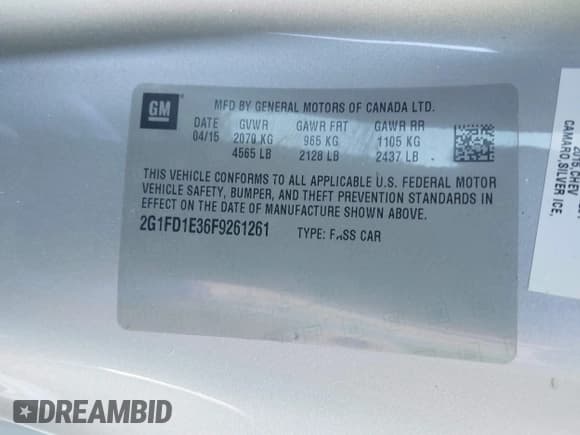 GM
MFD BY GENERAL MOTORS OF CANADA LTD.
DATE GVWR GAWR FRT GAWR RR
04/15 2070 KG 965 KG 1105 KG
4565 LB 2128 LB 2437 LB
THIS VEHICLE CONFORMS TO ALL APPLICABLE U.S. FEDERAL MOTOR
VEHICLE SAFETY, BUMPER, AND THEFT PREVENTION STANDARDS IN
EFFECT ON THE DATE OF MANUFACTURE SHOWN ABOVE.
2G1FD1E36F9261261 TYPE: PASS CAR
CAMARO,SILVER ICE,
DREAMBID